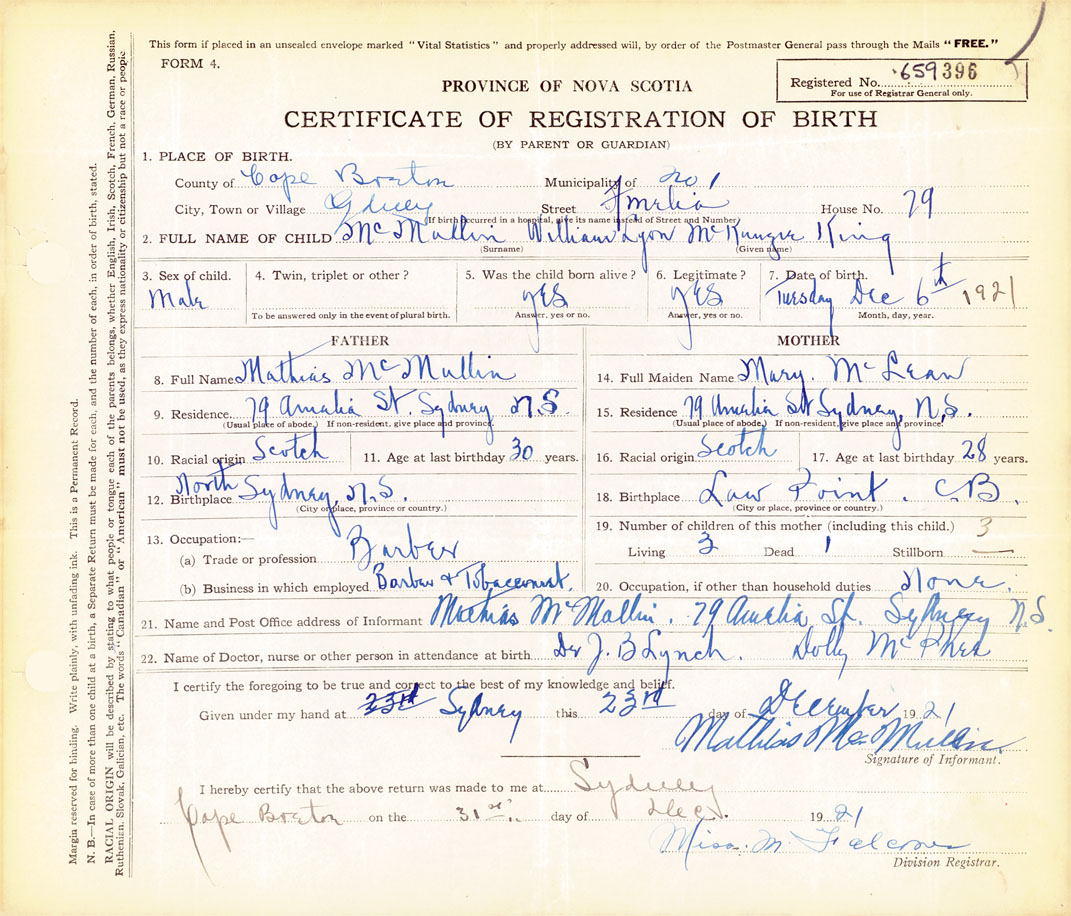 This form if placed in an unsealed envelope marked "Vital Statistics" and properly addressed will, by order of the Postmaster General pass through the Mails "FREE."
FORM 4.
PROVINCE OF NOVA SCOTIA
Registered No. 659396
For use of Registrar General only.
CERTIFICATE OF REGISTRATION OF BIRTH
(BY PARENT OR GUARDIAN)
1. PLACE OF BIRTH.
County of Cape Breton Municipality of No 1
City, Town or Village Sydney Street Amelia House No. 79
(If birth occurred in a hospital, give its name instead of Street and Number)
2. FULL NAME OF CHILD Mc Mullin William Lyon McKenzie King
(Surname) (Given name)
3. Sex of child. 4. Twin, triplet or other? 5. Was the child born alive? 6. Legitimate? 7. Date of birth.
Male yes yes Tuesday Dec 6th 1921
To be answered only in the event of plural birth. Answer, yes or no. Answer, yes or no. Month, day, year.
FATHER
8. Full Name Mathias McMullin
9. Residence 79 Amelia St. Sydney N.S.
(Usual place of abode.) If non-resident, give place and province.
10. Racial origin Scotch 11. Age at last birthday 30 years.
12. Birthplace North Sydney, N.S.
(City or place, province or country.)
13. Occupation:—
(a) Trade or profession Barber
(b) Business in which employed Barber & Tobacconist.
MOTHER
14. Full Maiden Name Mary McLean
15. Residence 79 Amelia St Sydney, N.S.
(Usual place of abode.) If non-resident, give place and province.
16. Racial origin Scotch 17. Age at last birthday 28 years.
18. Birthplace Low Point. C.B.
(City or place, province or country.)
19. Number of children of this mother (including this child.) 3
Living 3 Dead 1 Stillborn —
20. Occupation, if other than household duties None.
21. Name and Post Office address of Informant Mathias McMullin. 79 Amelia St. Sydney N.S.
22. Name of Doctor, nurse or other person in attendance at birth Dr J. B Lynch. Dolly McPhee
I certify the foregoing to be true and correct to the best of my knowledge and belief.
Given under my hand at 23rd Sydney this 23rd day of December 1921
Mathias McMullin
Signature of Informant.
I hereby certify that the above return was made to me at Sydney
Cape Breton on the 31st day of Dec. 1921
Miss. M Falconer
Division Registrar.
Margin reserved for binding. Write plainly, with unfading ink. This is a Permanent Record.
N. B.—In case of more than one child at a birth, a Separate Return must be made for each, and the number of each, in order of birth, stated.
RACIAL ORIGIN will be described by stating to what people or tongue each of the parents belongs, whether English, Irish, Scotch, French, German, Russian,
Ruthenian, Slovak, Galician, etc. The words "Canadian" or "American" must not be used, as they express nationality or citizenship but not a race or people